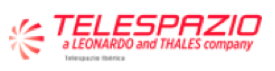 TELESPAZIO
a LEONARDO and THALES company
Telespazio Ibérica